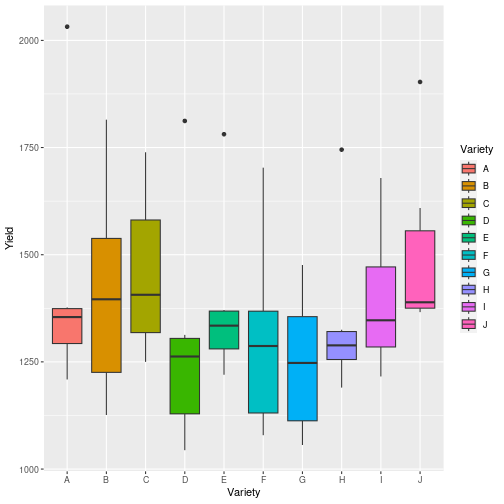 2000
1750
1500
1250
1000
Yield
A B C D E F G H I J
Variety
Variety
A
B
C
D
E
F
G
H
I
J